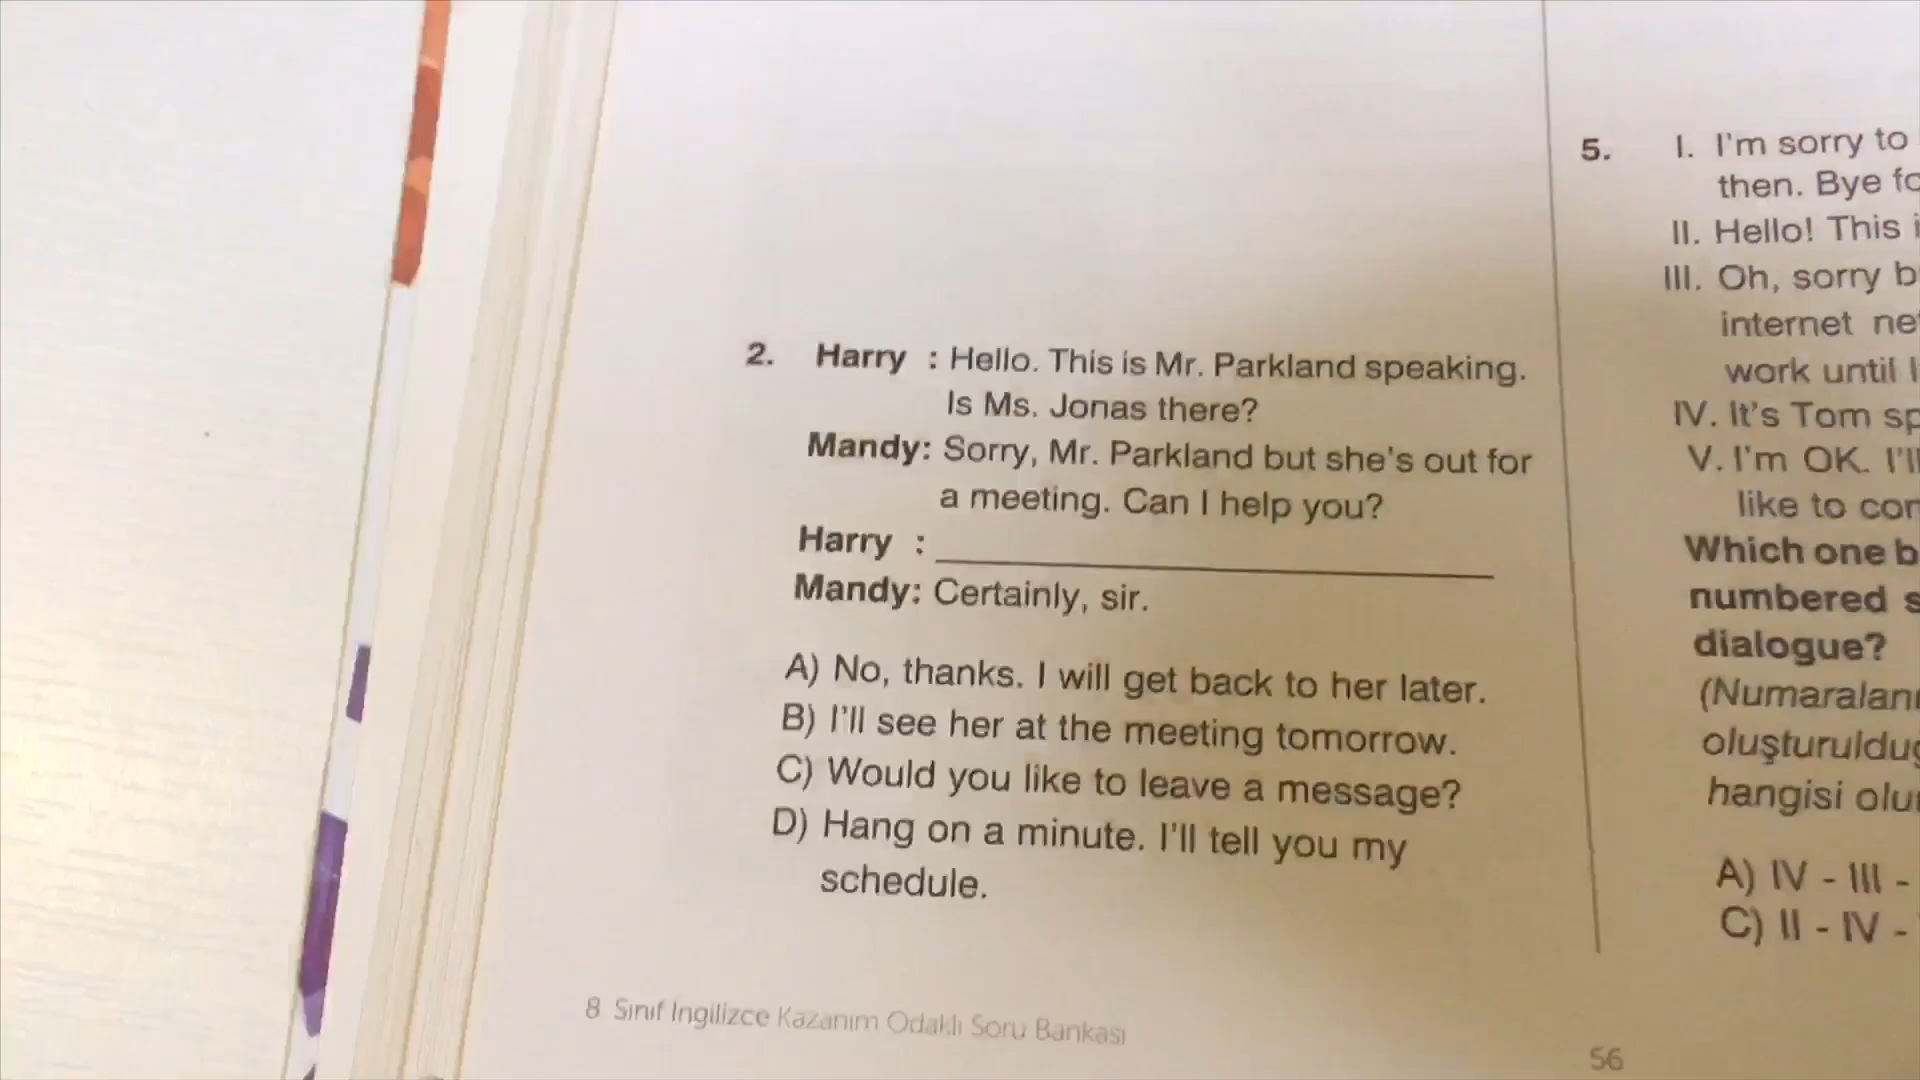 2. Harry : Hello. This is Mr. Parkland speaking.
Is Ms. Jonas there?
Mandy: Sorry, Mr. Parkland but she's out for
a meeting. Can I help you?
Harry :
Mandy: Certainly, sir.
A) No, thanks. I will get back to her later.
B) I'll see her at the meeting tomorrow.
C) Would you like to leave a message?
D) Hang on a minute. I'll tell you my
schedule.
8 Sınıf İngilizce Kazanım Odaklı Soru Bankası
56
5. I. I'm sorry to
then. Bye
II. Hello! This
III. Oh, sorry
internet
work until
IV. It's Tom
V. I'm OK. I'll
like to
Which one
numbered
dialogue?
hangisi
A) IV - III -
C) II - IV -